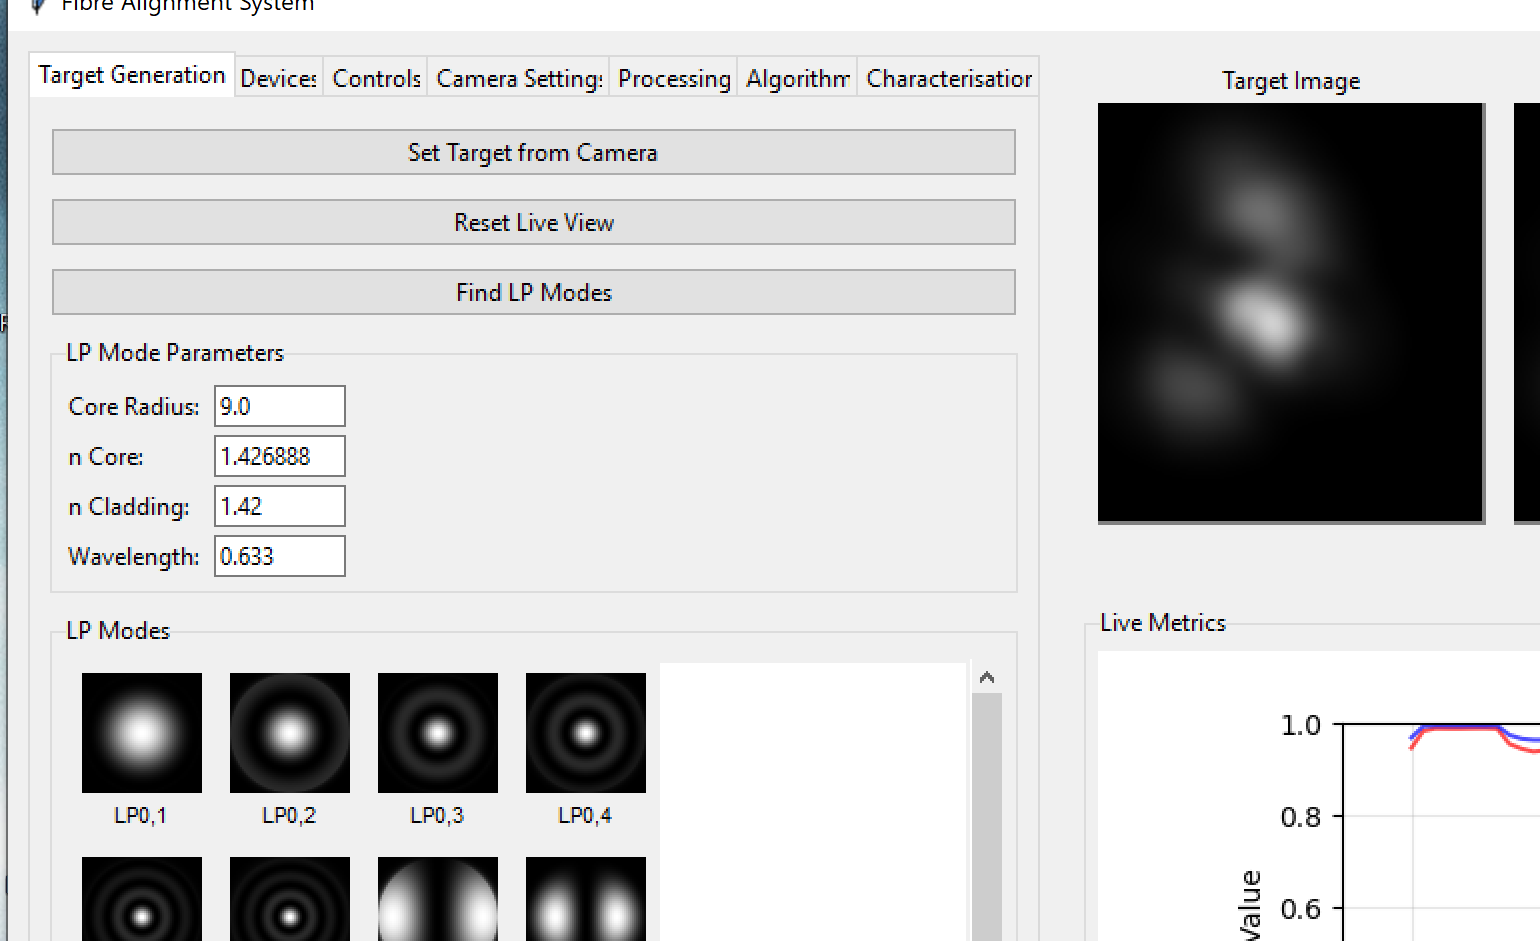 Fibre Alignment System
Target Generation Devices Controls Camera Settings Processing Algorithm Characterisation
Set Target from Camera
Reset Live View
Find LP Modes
LP Mode Parameters
Core Radius: 9.0
n Core: 1.426888
n Cladding: 1.42
Wavelength: 0.633
LP Modes
LP0,1 LP0,2 LP0,3 LP0,4
Target Image
Live Metrics
1.0
0.8
0.6
Value